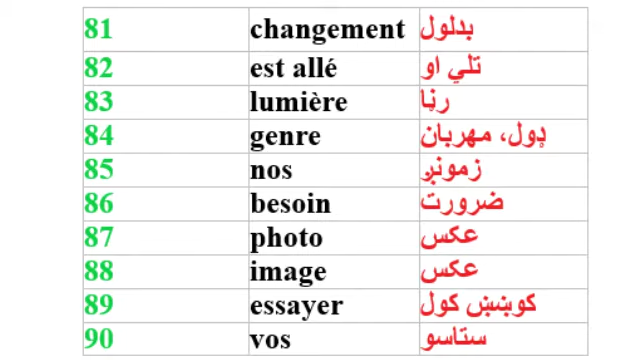 81 changement بدلول
82 est allé تلي او
83 lumière رڼا
84 genre ډول، مهربان
85 nos زمونږ
86 besoin ضرورت
87 photo عکس
88 image عکس
89 essayer کوښښ کول
90 vos ستاسو